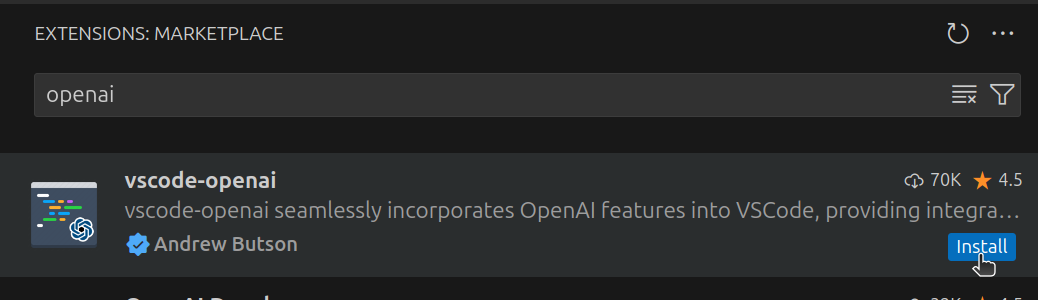 EXTENSIONS: MARKETPLACE
openai
vscode-openai 70K 4.5
vscode-openai seamlessly incorporates OpenAI features into VSCode, providing integra...
Andrew Butson Install